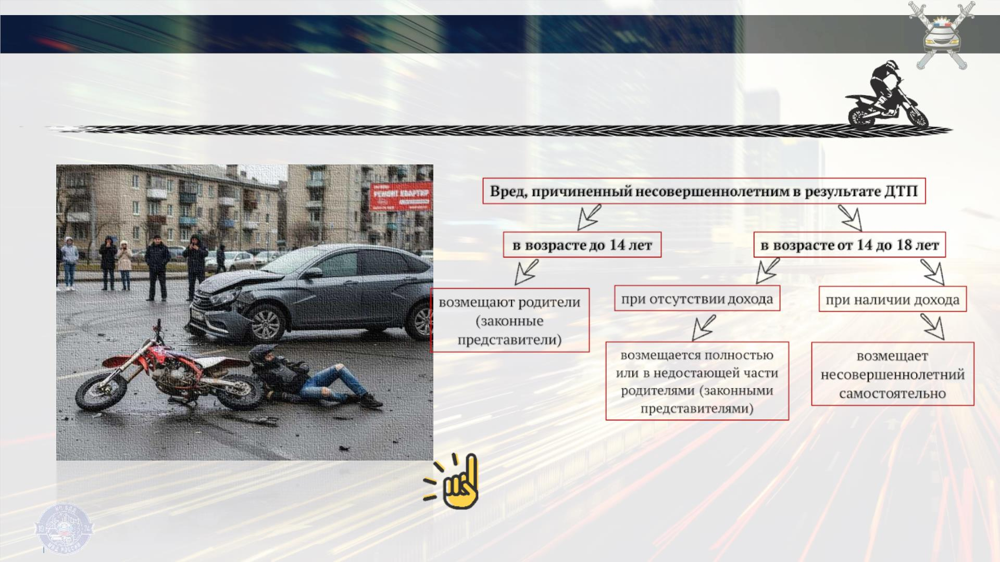 Вред, причиненный несовершеннолетним в результате ДТП
в возрасте до 14 лет
в возрасте от 14 до 18 лет
возмещают родители
(законные
представители)
при отсутствии дохода
возмещается полностью
или в недостающей части
родителями (законными
представителями)
при наличии дохода
возмещает
несовершеннолетний
самостоятельно
РЕМОНТ КВАРТИР
МВД РОССИИ